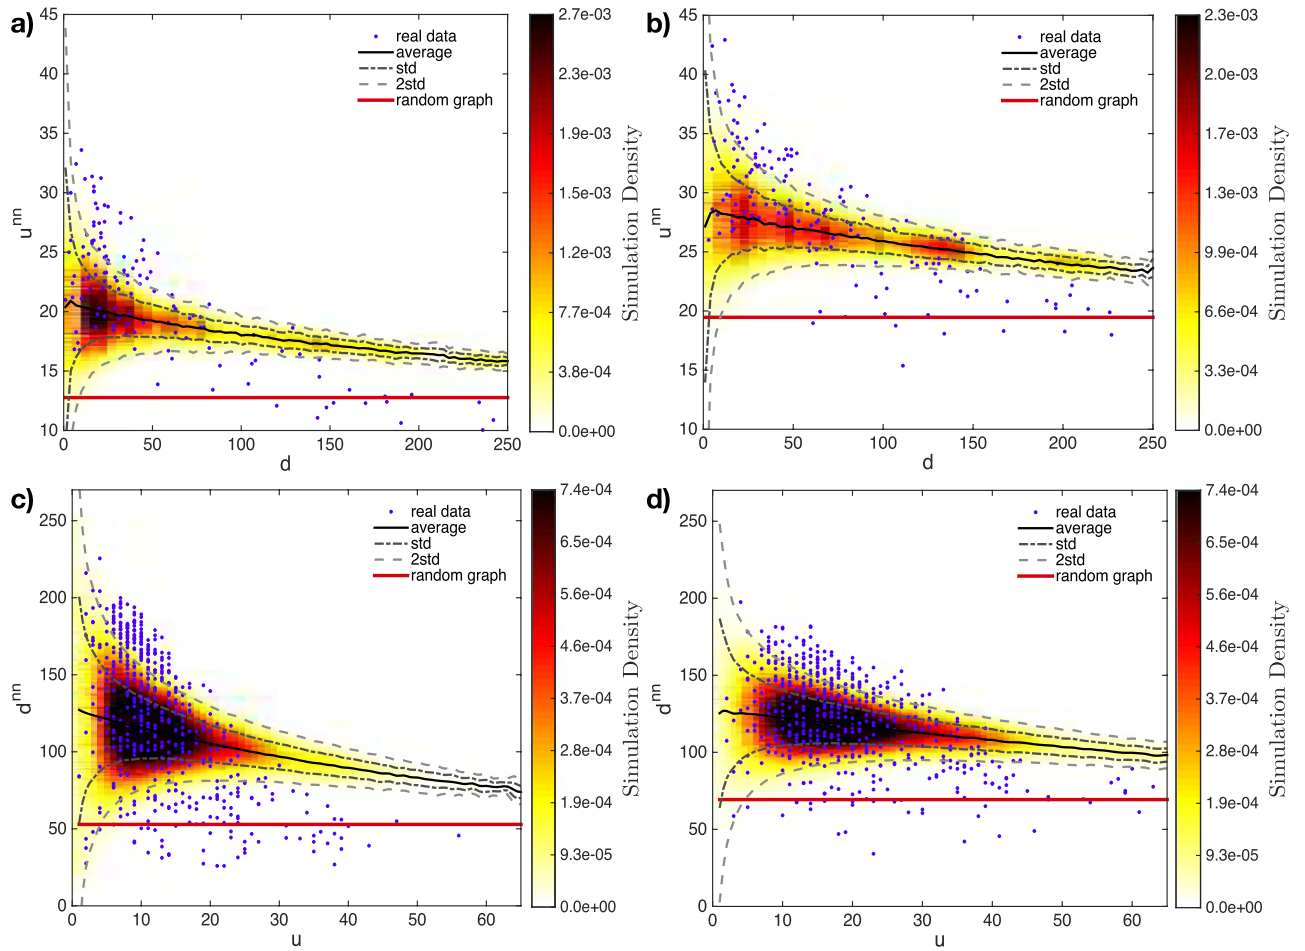 a)
45
40
35
30
25
20
15
10
u^nn
0
50
100
150
200
250
d
real data
average
std
2std
random graph
2.7e-03
2.3e-03
1.9e-03
1.5e-03
1.2e-03
7.7e-04
3.8e-04
0.0e+00
Simulation Density
b)
45
40
35
30
25
20
15
10
u^nn
0
50
100
150
200
250
d
real data
average
std
2std
random graph
2.3e-03
2.0e-03
1.7e-03
1.3e-03
9.9e-04
6.6e-04
3.3e-04
0.0e+00
Simulation Density
c)
250
200
150
100
50
0
d^nn
0
10
20
30
40
50
60
u
real data
average
std
2std
random graph
7.4e-04
6.5e-04
5.6e-04
4.6e-04
3.7e-04
2.8e-04
1.9e-04
9.3e-05
0.0e+00
Simulation Density
d)
250
200
150
100
50
0
d^nn
0
10
20
30
40
50
60
u
real data
average
std
2std
random graph
7.4e-04
6.5e-04
5.6e-04
4.6e-04
3.7e-04
2.8e-04
1.9e-04
9.3e-05
0.0e+00
Simulation Density